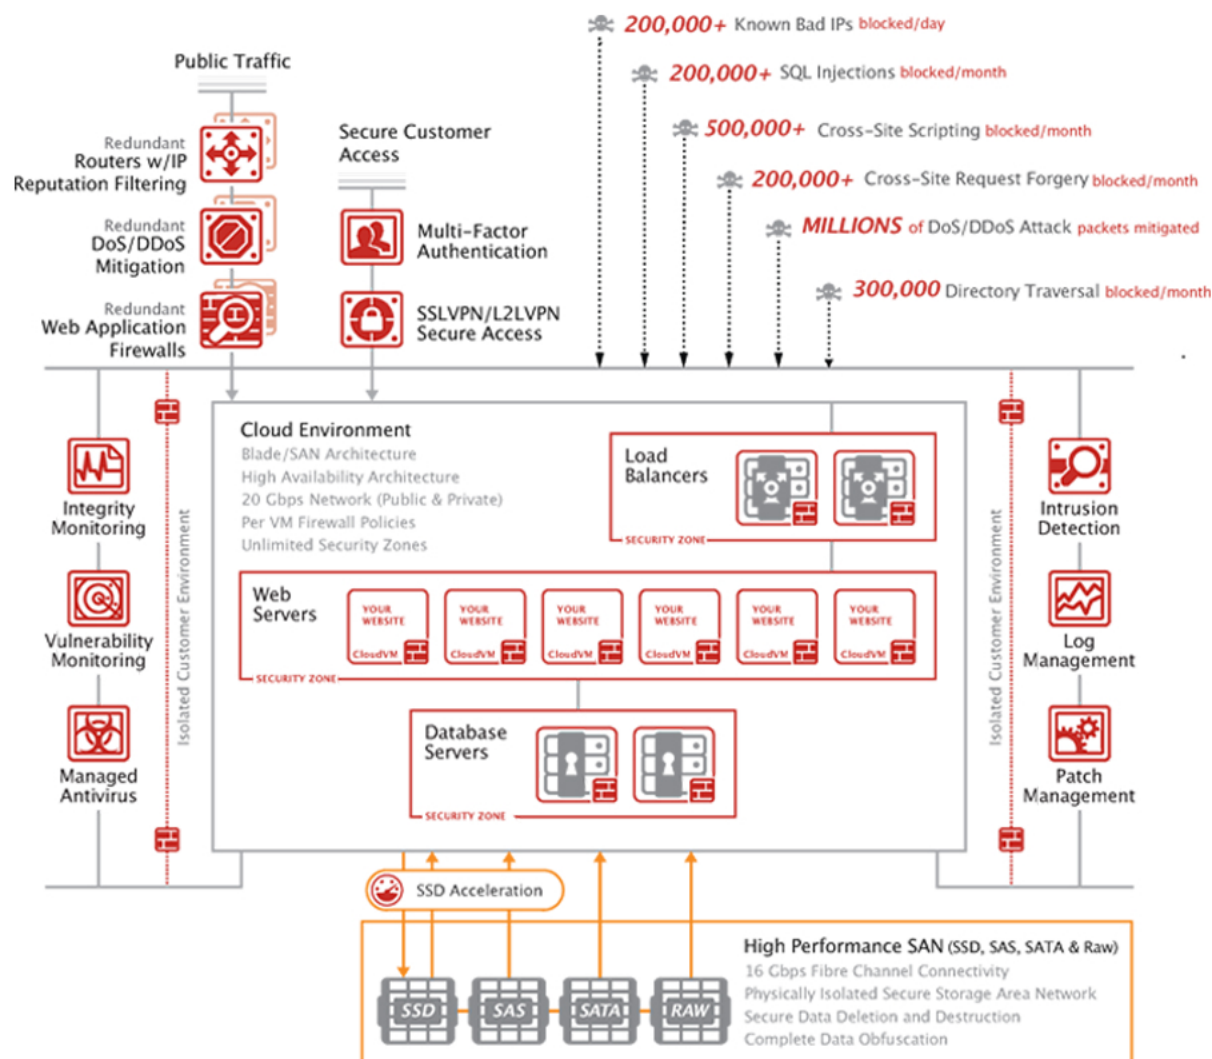 200,000+ Known Bad IPs blocked/day
200,000+ SQL Injections blocked/month
500,000+ Cross-Site Scripting blocked/month
200,000+ Cross-Site Request Forgery blocked/month
MILLIONS of DoS/DDoS Attack packets mitigated
300,000 Directory Traversal blocked/month
Public Traffic
Redundant
Routers w/IP
Reputation Filtering
Redundant
DoS/DDoS
Mitigation
Redundant
Web Application
Firewalls
Secure Customer
Access
Multi-Factor
Authentication
SSLVPN/L2LVPN
Secure Access
Integrity
Monitoring
Vulnerability
Monitoring
Managed
Antivirus
Isolated Customer Environment
Cloud Environment
Blade/SAN Architecture
High Availability Architecture
20 Gbps Network (Public & Private)
Per VM Firewall Policies
Unlimited Security Zones
Load
Balancers
SECURITY ZONE
Web
Servers
YOUR
WEBSITE
CloudVM
YOUR
WEBSITE
CloudVM
YOUR
WEBSITE
CloudVM
YOUR
WEBSITE
CloudVM
YOUR
WEBSITE
CloudVM
YOUR
WEBSITE
CloudVM
SECURITY ZONE
Database
Servers
SECURITY ZONE
Isolated Customer Environment
Intrusion
Detection
Log
Management
Patch
Management
SSD Acceleration
High Performance SAN (SSD, SAS, SATA & Raw)
16 Gbps Fibre Channel Connectivity
Physically Isolated Secure Storage Area Network
Secure Data Deletion and Destruction
Complete Data Obfuscation
SSD
SAS
SATA
RAW